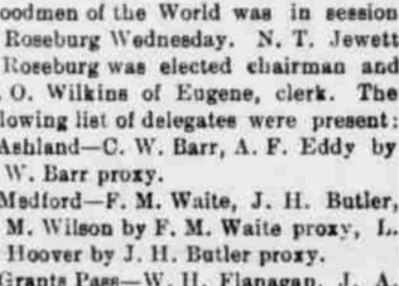 oodmen of the World was in session
Roseburg Wednesday. N. T. Jewett
Roseburg was elected chairman and
. O. Wilkins of Eugene, clerk. The
lowing list of delegates were present:
Ashland—C. W. Barr, A. F. Eddy by
W. Barr proxy.
Medford—F. M. Waite, J. H. Butler,
M. Wilson by F. M. Waite proxy, L.
Hoover by J. H. Butler proxy.
Grants Pass—W. H. Flanagan, J. A.